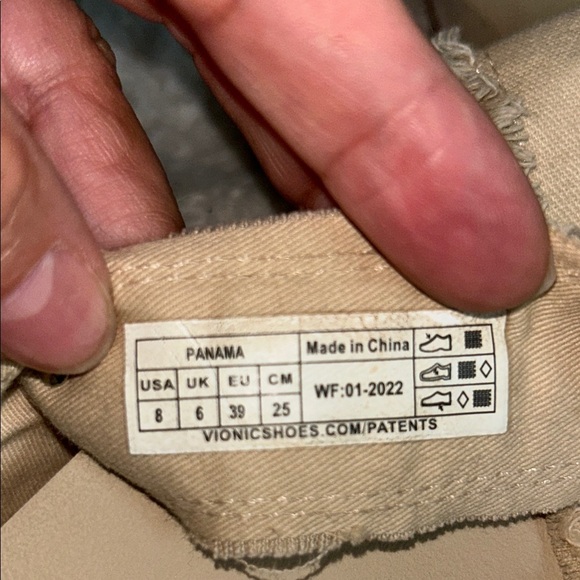 PANAMA
Made in China
USA UK EU CM
8 6 39 25
WF:01-2022
VIONICSHOES.COM/PATENTS